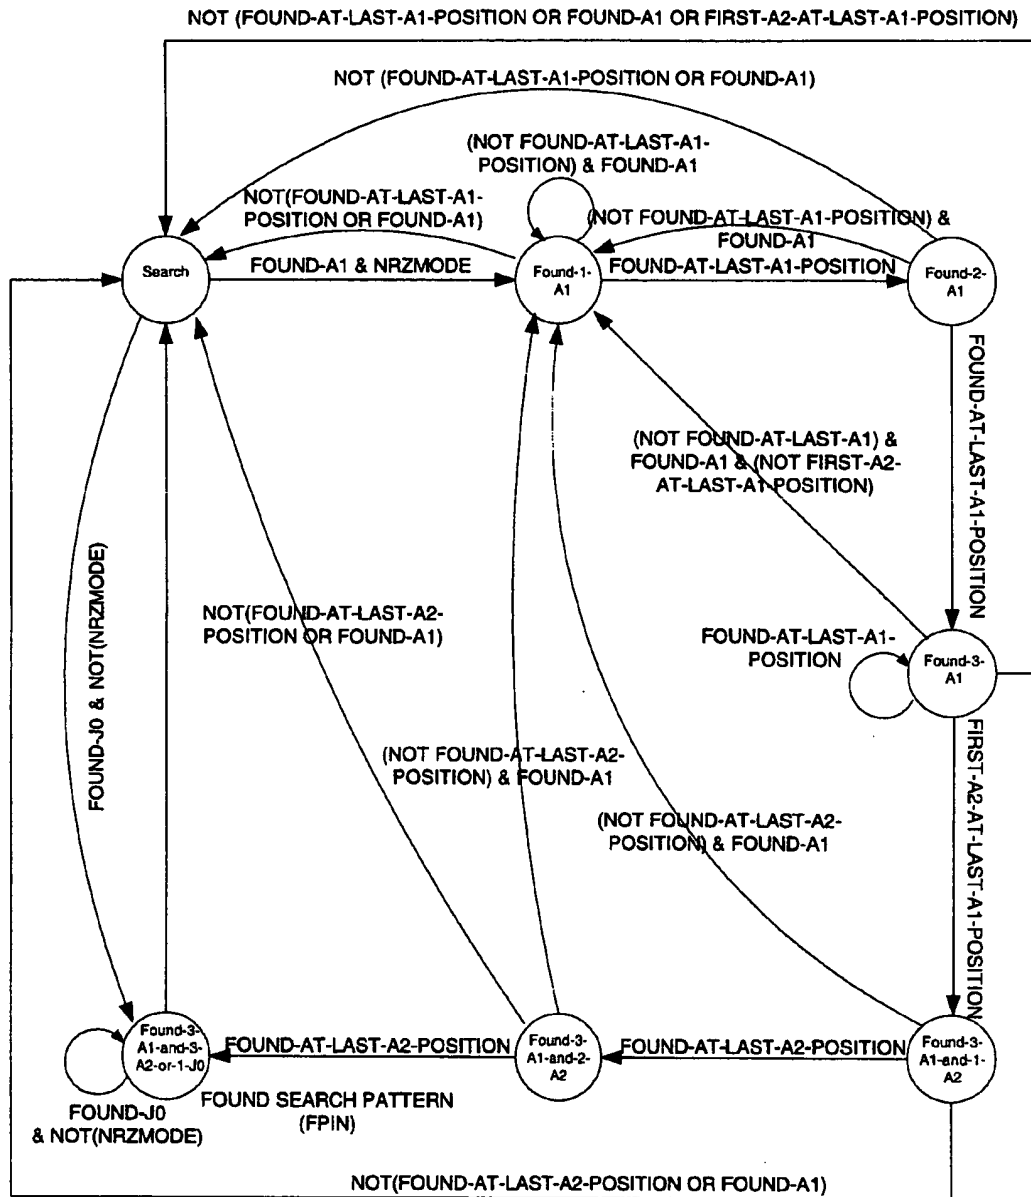 NOT (FOUND-AT-LAST-A1-POSITION OR FOUND-A1 OR FIRST-A2-AT-LAST-A1-POSITION)
NOT (FOUND-AT-LAST-A1-POSITION OR FOUND-A1)
(NOT FOUND-AT-LAST-A1-
POSITION) & FOUND-A1
NOT(FOUND-AT-LAST-A1-
POSITION OR FOUND-A1)
(NOT FOUND-AT-LAST-A1-POSITION) &
FOUND-A1
Search
FOUND-A1 & NRZMODE
Found-1-
A1
FOUND-AT-LAST-A1-POSITION
Found-2-
A1
FOUND-AT-LAST-A1-POSITION
(NOT FOUND-AT-LAST-A1) &
FOUND-A1 & (NOT FIRST-A2-
AT-LAST-A1-POSITION)
FOUND-J0 & NOT(NRZMODE)
NOT(FOUND-AT-LAST-A2-
POSITION OR FOUND-A1)
FOUND-AT-LAST-A1-
POSITION
Found-3-
A1
(NOT FOUND-AT-LAST-A2-
POSITION) & FOUND-A1
(NOT FOUND-AT-LAST-A2-
POSITION) & FOUND-A1
FIRST-A2-AT-LAST-A1-POSITION
Found-3-
A1-and-3-
A2-or-1-J0
FOUND-AT-LAST-A2-POSITION
Found-3-
A1-and-2-
A2
FOUND-AT-LAST-A2-POSITION
Found-3-
A1-and-1-
A2
FOUND-J0
& NOT(NRZMODE)
FOUND SEARCH PATTERN
(FPIN)
NOT(FOUND-AT-LAST-A2-POSITION OR FOUND-A1)